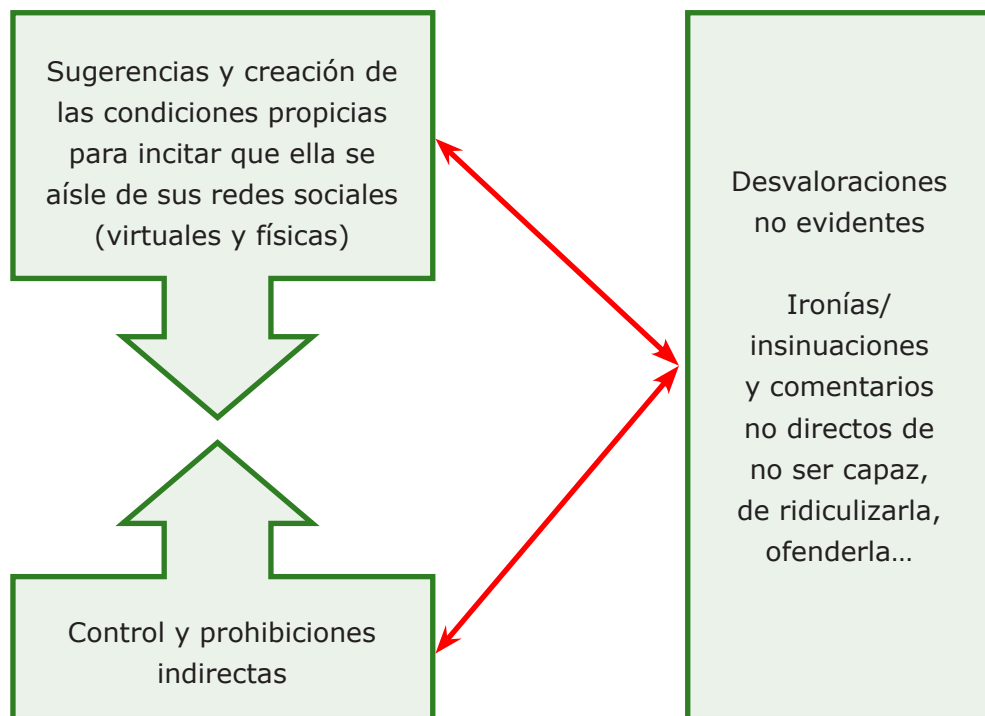 Sugerencias y creación de
las condiciones propicias
para incitar que ella se
aísle de sus redes sociales
(virtuales y físicas)
Control y prohibiciones
indirectas
Desvaloraciones
no evidentes
Ironías/
insinuaciones
y comentarios
no directos de
no ser capaz,
de ridiculizarla,
ofenderla…